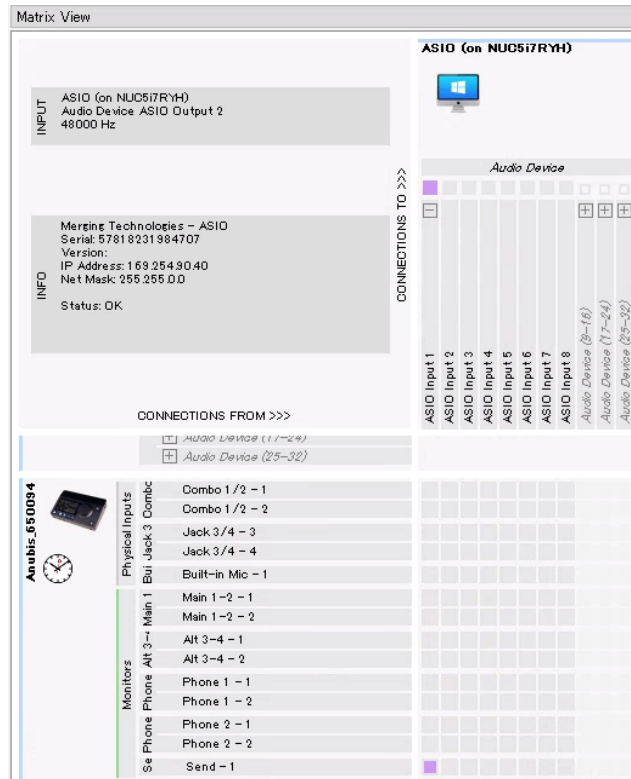 Matrix View
ASIO (on NUC5i7RYH)
INPUT
ASIO (on NUC5i7RYH)
Audio Device ASIO Output 2
48000 Hz
Audio Device
CONNECTIONS TO >>>
INFO
Merging Technologies - ASIO
Serial: 57818231984707
Version:
IP Address: 169.254.90.40
Net Mask: 255.255.0.0
Status: OK
ASIO Input 1
ASIO Input 2
ASIO Input 3
ASIO Input 4
ASIO Input 5
ASIO Input 6
ASIO Input 7
ASIO Input 8
Audio Device (9-16)
Audio Device (17-24)
Audio Device (25-32)
CONNECTIONS FROM >>>
Audio Device (17-24)
Audio Device (25-32)
Anubis_650094
Physical Inputs
Combo
Combo 1/2 - 1
Combo 1/2 - 2
Jack 3
Jack 3/4 - 3
Jack 3/4 - 4
Bui
Built-in Mic - 1
Monitors
Main 1
Main 1-2 - 1
Main 1-2 - 2
Alt 3-4
Alt 3-4 - 1
Alt 3-4 - 2
Phone
Phone 1 - 1
Phone 1 - 2
Phone
Phone 2 - 1
Phone 2 - 2
Se
Send - 1